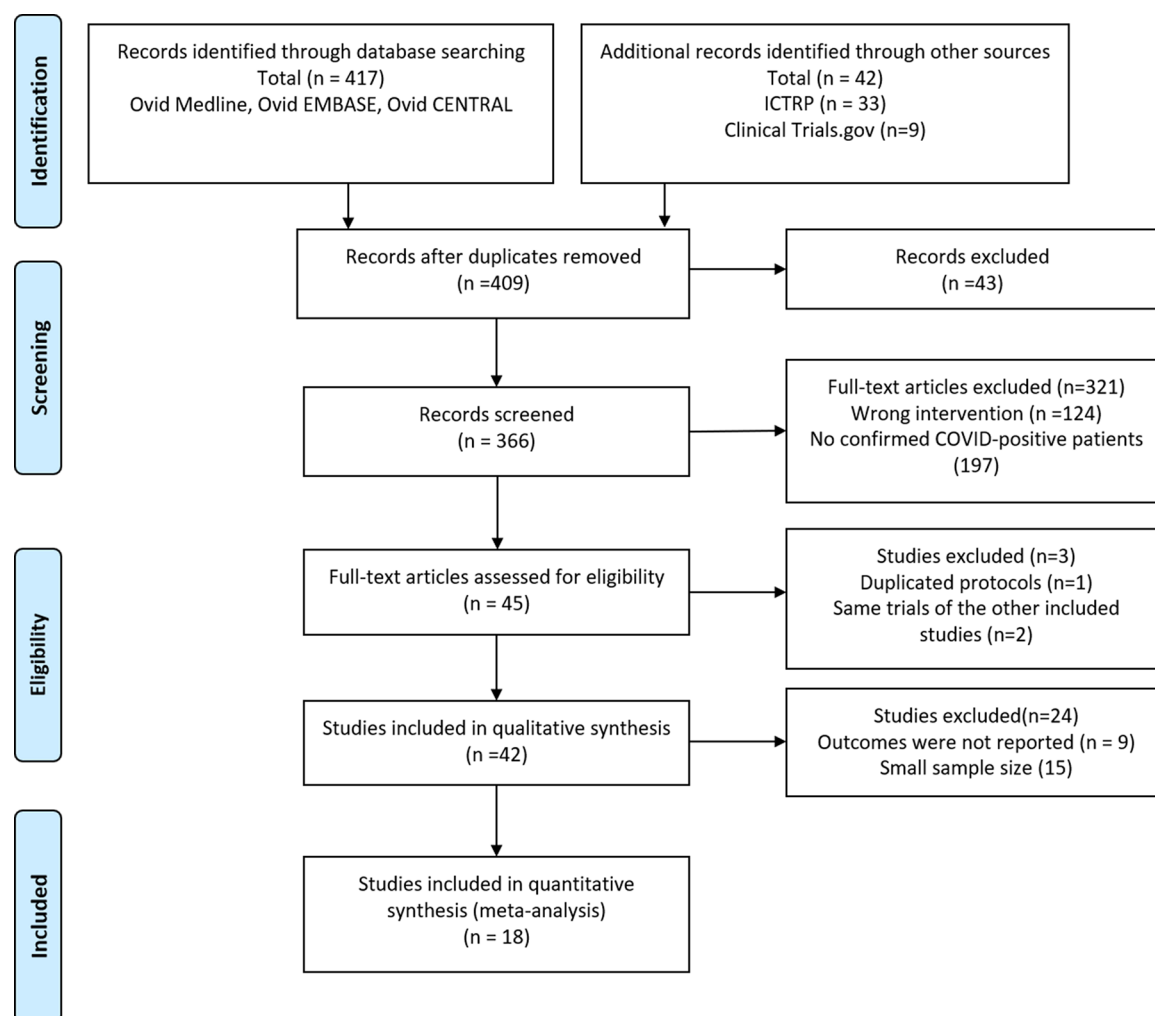 Identification
Records identified through database searching
Total (n = 417)
Ovid Medline, Ovid EMBASE, Ovid CENTRAL
Additional records identified through other sources
Total (n = 42)
ICTRP (n = 33)
Clinical Trials.gov (n=9)
Screening
Records after duplicates removed
(n =409)
Records excluded
(n =43)
Records screened
(n = 366)
Full-text articles excluded (n=321)
Wrong intervention (n =124)
No confirmed COVID-positive patients
(197)
Eligibility
Full-text articles assessed for eligibility
(n = 45)
Studies excluded (n=3)
Duplicated protocols (n=1)
Same trials of the other included
studies (n=2)
Studies included in qualitative synthesis
(n =42)
Studies excluded(n=24)
Outcomes were not reported (n = 9)
Small sample size (15)
Included
Studies included in quantitative
synthesis (meta-analysis)
(n = 18)